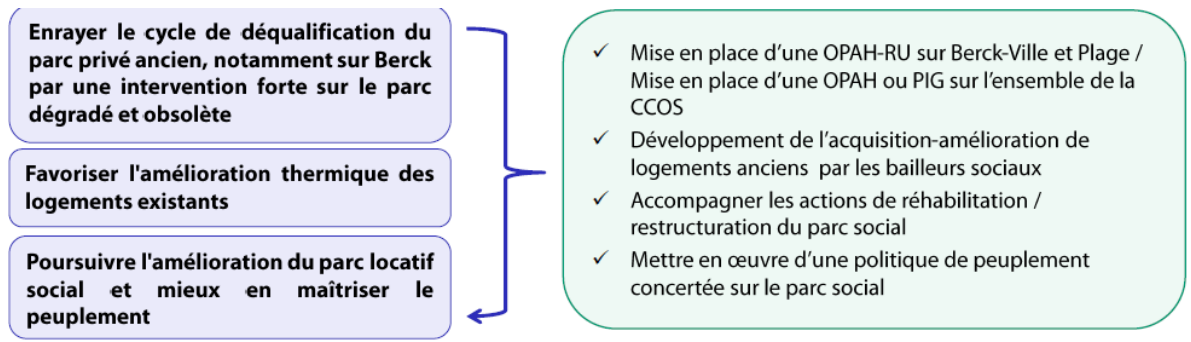 Enrayer le cycle de déqualification du
parc privé ancien, notamment sur Berck
par une intervention forte sur le parc
dégradé et obsolète
Favoriser l'amélioration thermique des
logements existants
Poursuivre l'amélioration du parc locatif
social et mieux en maîtriser le
peuplement
✓ Mise en place d’une OPAH-RU sur Berck-Ville et Plage /
Mise en place d’une OPAH ou PIG sur l’ensemble de la
CCOS
✓ Développement de l’acquisition-amélioration de
logements anciens par les bailleurs sociaux
✓ Accompagner les actions de réhabilitation /
restructuration du parc social
✓ Mettre en œuvre d’une politique de peuplement
concertée sur le parc social